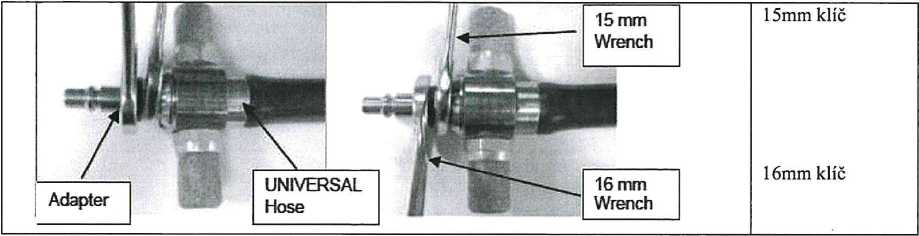 Adapter
UNIVERSAL
Hose
15 mm
Wrench
16 mm
Wrench
15mm klíč
16mm klíč